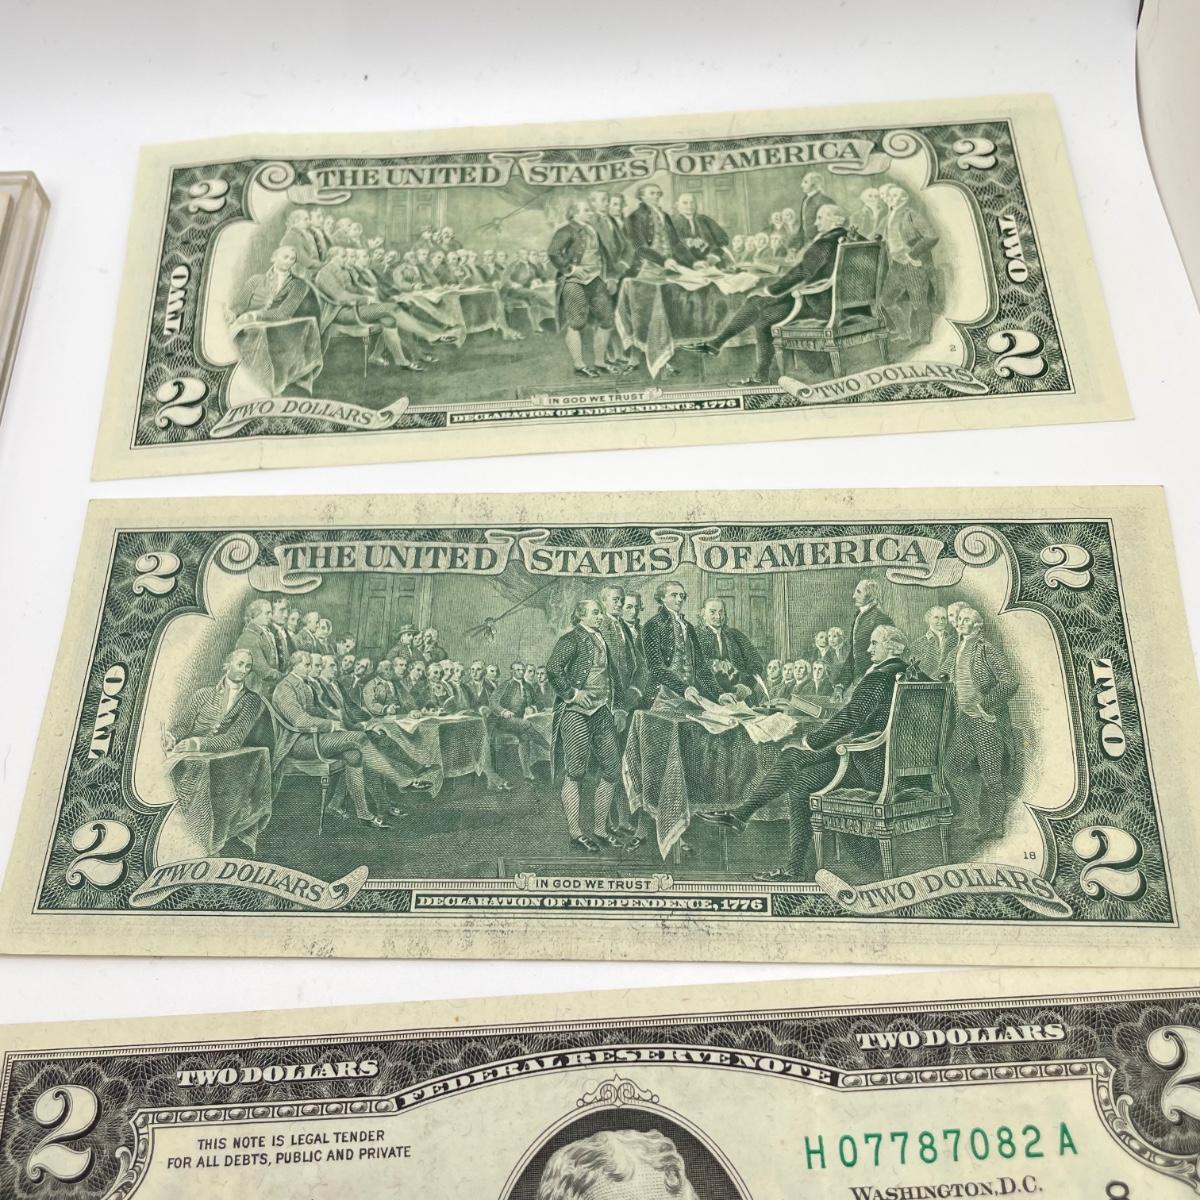 2 THE UNITED STATES OF AMERICA 2
TWO TWO
2
2 2
TWO DOLLARS IN GOD WE TRUST TWO DOLLARS
DECLARATION OF INDEPENDENCE, 1776
2 THE UNITED STATES OF AMERICA 2
TWO TWO
18
2 2
TWO DOLLARS IN GOD WE TRUST TWO DOLLARS
DECLARATION OF INDEPENDENCE, 1776
TWO DOLLARS FEDERAL RESERVE NOTE TWO DOLLARS
2 2
THIS NOTE IS LEGAL TENDER
FOR ALL DEBTS, PUBLIC AND PRIVATE
H 07787082 A
WASHINGTON, D.C.